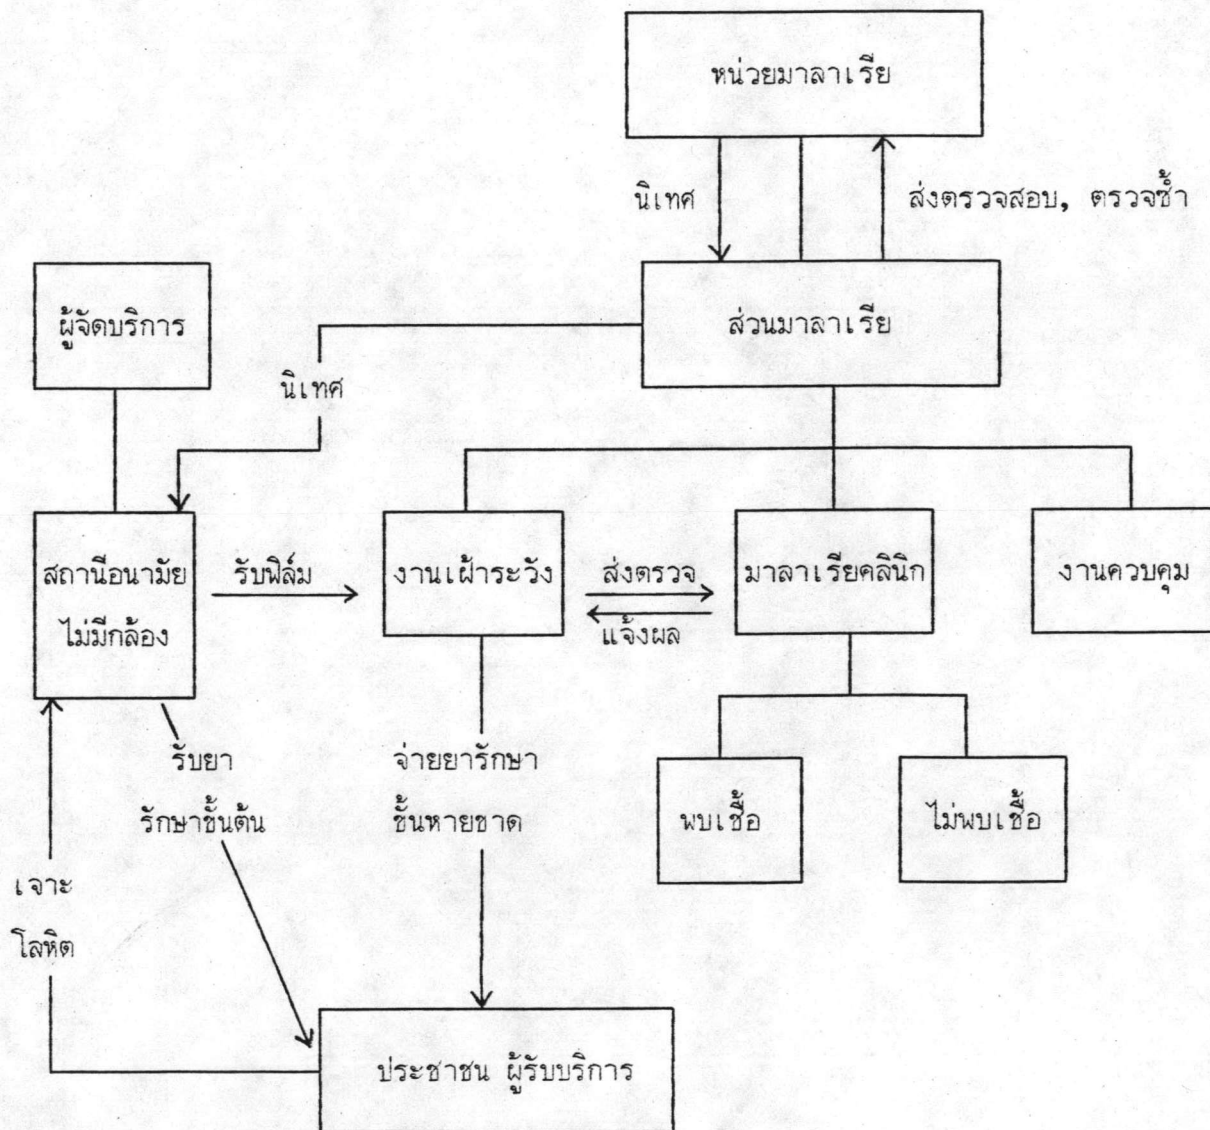 หน่วยมาลาเรีย
นิเทศ
ส่งตรวจสอบ, ตรวจซ้ำ
ผู้จัดบริการ
ส่วนมาลาเรีย
นิเทศ
สถานีอนามัย
ไม่มีกล้อง
รับฟิล์ม
งานเฝ้าระวัง
ส่งตรวจ
แจ้งผล
มาลาเรียคลินิก
งานควบคุม
รับยา
รักษาขั้นต้น
จ่ายยารักษา
ขั้นหายขาด
พบเชื้อ
ไม่พบเชื้อ
เจาะ
โลหิต
ประชาชน ผู้รับบริการ